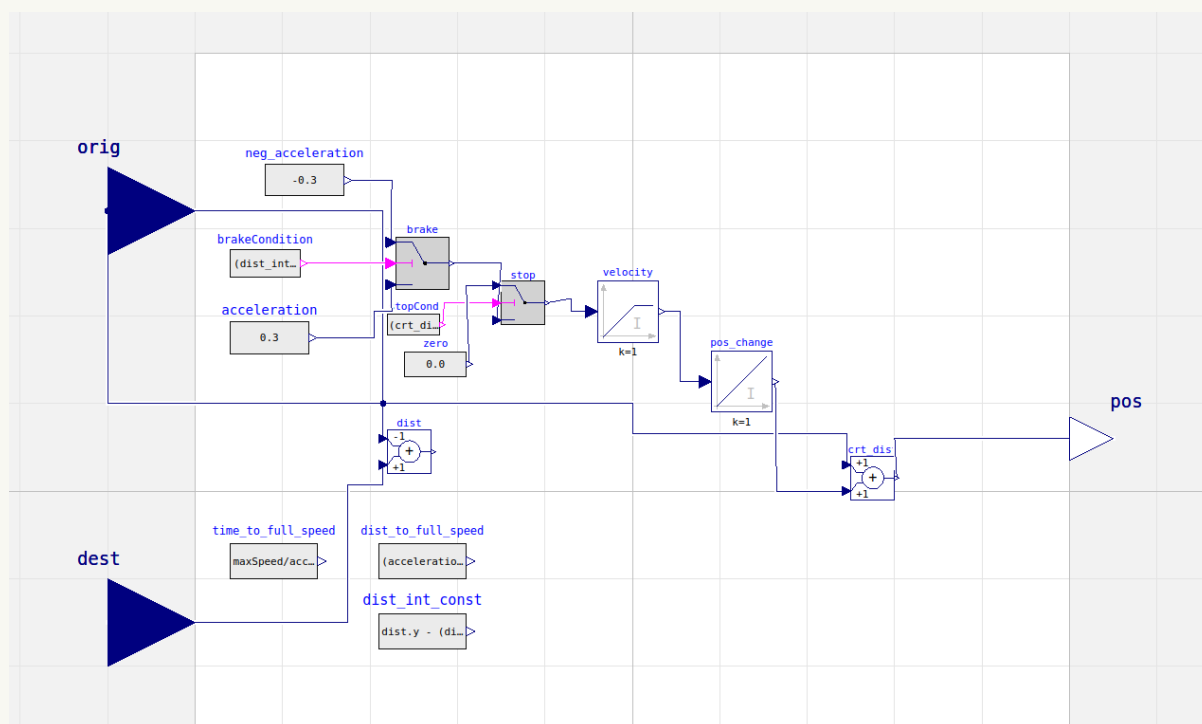 orig
neg_acceleration
-0.3
brakeCondition
(dist_int…
brake
acceleration
0.3
topCond
(crt_di…
stop
zero
0.0
velocity
I
k=1
pos_change
I
k=1
pos
dist
-1
+
+1
crt_dis
+1
+
+1
time_to_full_speed
maxSpeed/acc…
dist_to_full_speed
(acceleratio…
dest
dist_int_const
dist.y - (di…